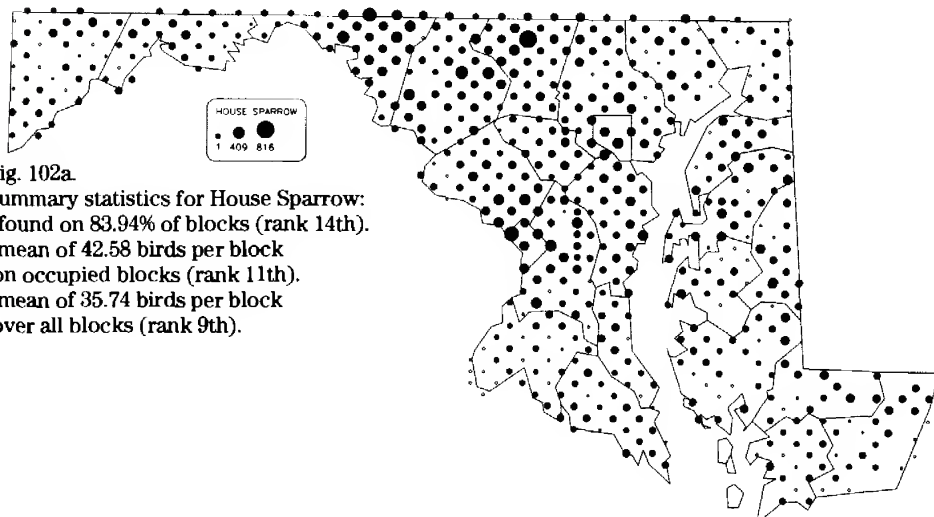 HOUSE SPARROW
1 409 816
ig. 102a.
ummary statistics for House Sparrow:
found on 83.94% of blocks (rank 14th).
mean of 42.58 birds per block
on occupied blocks (rank 11th).
mean of 35.74 birds per block
over all blocks (rank 9th).